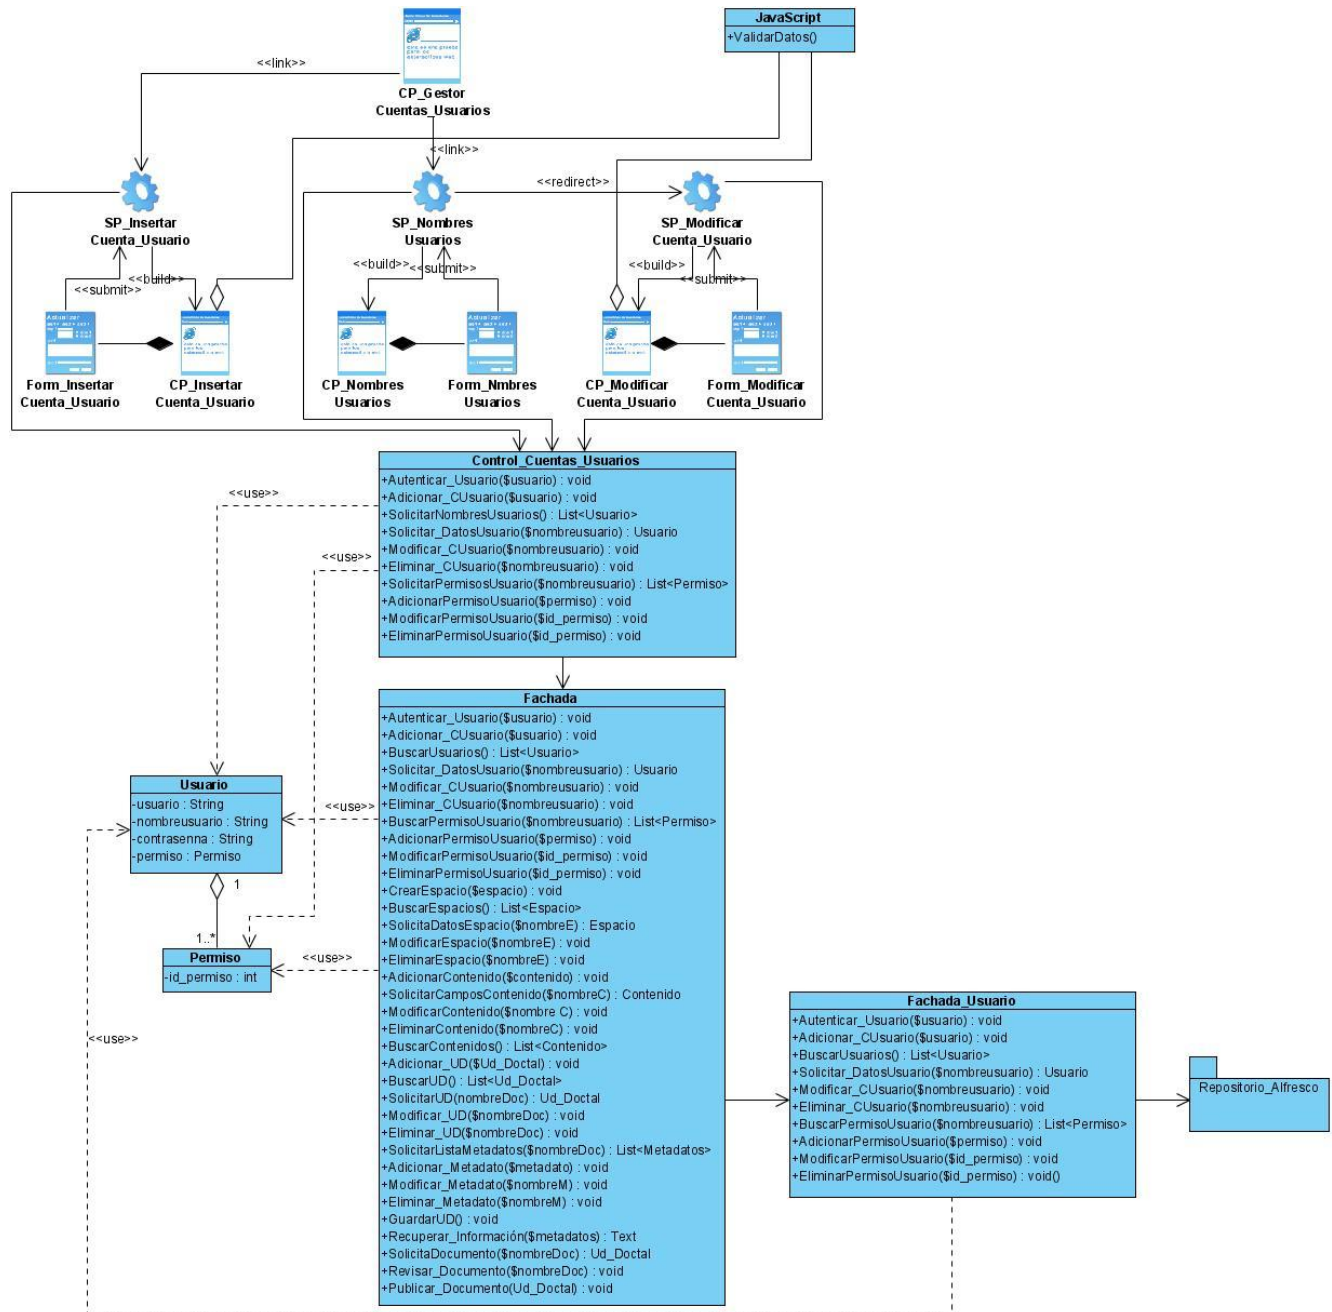 JavaScript
+ValidarDatos()
<<link>>
CP_Gestor
Cuentas_Usuarios
<<link>>
<<redirect>>
SP_Insertar
Cuenta_Usuario
SP_Nombres
Usuarios
SP_Modificar
Cuenta_Usuario
<<build>>
<<submit>>
<<build>>
<<submit>>
<<build>>
<<submit>>
Actualizar
Actualizar
Actualizar
Form_Insertar
Cuenta_Usuario
CP_Insertar
Cuenta_Usuario
CP_Nombres
Usuarios
Form_Nmbres
Usuarios
CP_Modificar
Cuenta_Usuario
Form_Modificar
Cuenta_Usuario
Control_Cuentas_Usuarios
+Autenticar_Usuario($usuario) : void
+Adicionar_CUsuario($usuario) : void
+SolicitarNombresUsuarios() : List<Usuario>
+Solicitar_DatosUsuario($nombreusuario) : Usuario
+Modificar_CUsuario($nombreusuario) : void
+Eliminar_CUsuario($nombreusuario) : void
+SolicitarPermisosUsuario($nombreusuario) : List<Permiso>
+AdicionarPermisoUsuario($permiso) : void
+ModificarPermisoUsuario($id_permiso) : void
+EliminarPermisoUsuario($id_permiso) : void
<<use>>
<<use>>
Fachada
+Autenticar_Usuario($usuario) : void
+Adicionar_CUsuario($usuario) : void
+BuscarUsuarios() : List<Usuario>
+Solicitar_DatosUsuario($nombreusuario) : Usuario
+Modificar_CUsuario($nombreusuario) : void
+Eliminar_CUsuario($nombreusuario) : void
+BuscarPermisoUsuario($nombreusuario) : List<Permiso>
+AdicionarPermisoUsuario($permiso) : void
+ModificarPermisoUsuario($id_permiso) : void
+EliminarPermisoUsuario($id_permiso) : void
+CrearEspacio($espacio) : void
+BuscarEspacios() : List<Espacio>
+SolicitaDatosEspacio($nombreE) : Espacio
+ModificarEspacio($nombreE) : void
+EliminarEspacio($nombreE) : void
+AdicionarContenido($contenido) : void
+SolicitarCamposContenido($nombreC) : Contenido
+ModificarContenido($nombre C) : void
+EliminarContenido($nombreC) : void
+BuscarContenidos() : List<Contenido>
+Adicionar_UD($Ud_Doctal) : void
+BuscarUD() : List<Ud_Doctal>
+SolicitarUD(nombreDoc) : Ud_Doctal
+Modificar_UD($nombreDoc) : void
+Eliminar_UD($nombreDoc) : void
+SolicitarListaMetadatos($nombreDoc) : List<Metadatos>
+Adicionar_Metadato($metadato) : void
+Modificar_Metadato($nombreM) : void
+Eliminar_Metadato($nombreM) : void
+GuardarUD() : void
+Recuperar_Información($metadatos) : Text
+SolicitaDocumento($nombreDoc) : Ud_Doctal
+Revisar_Documento($nombreDoc) : void
+Publicar_Documento(Ud_Doctal) : void
Usuario
-usuario : String
-nombreusuario : String
-contrasenna : String
-permiso : Permiso
<<use>>
1
1..*
Permiso
-id_permiso : int
<<use>>
<<use>>
Fachada_Usuario
+Autenticar_Usuario($usuario) : void
+Adicionar_CUsuario($usuario) : void
+BuscarUsuarios() : List<Usuario>
+Solicitar_DatosUsuario($nombreusuario) : Usuario
+Modificar_CUsuario($nombreusuario) : void
+Eliminar_CUsuario($nombreusuario) : void
+BuscarPermisoUsuario($nombreusuario) : List<Permiso>
+AdicionarPermisoUsuario($permiso) : void
+ModificarPermisoUsuario($id_permiso) : void
+EliminarPermisoUsuario($id_permiso) : void()
Repositorio_Alfresco